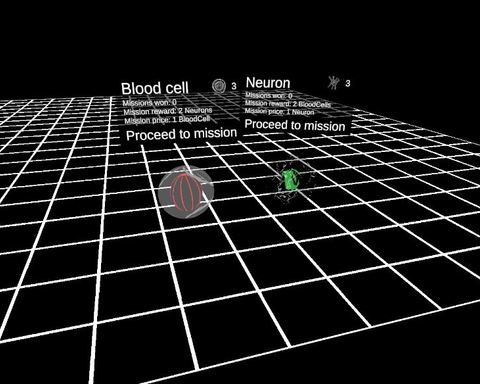 Blood cell 3
Missions won: 0
Mission reward: 2 Neurons
Mission price: 1 BloodCell
Proceed to mission
Neuron 3
Missions won: 0
Mission reward: 2 BloodCells
Mission price: 1 Neuron
Proceed to mission